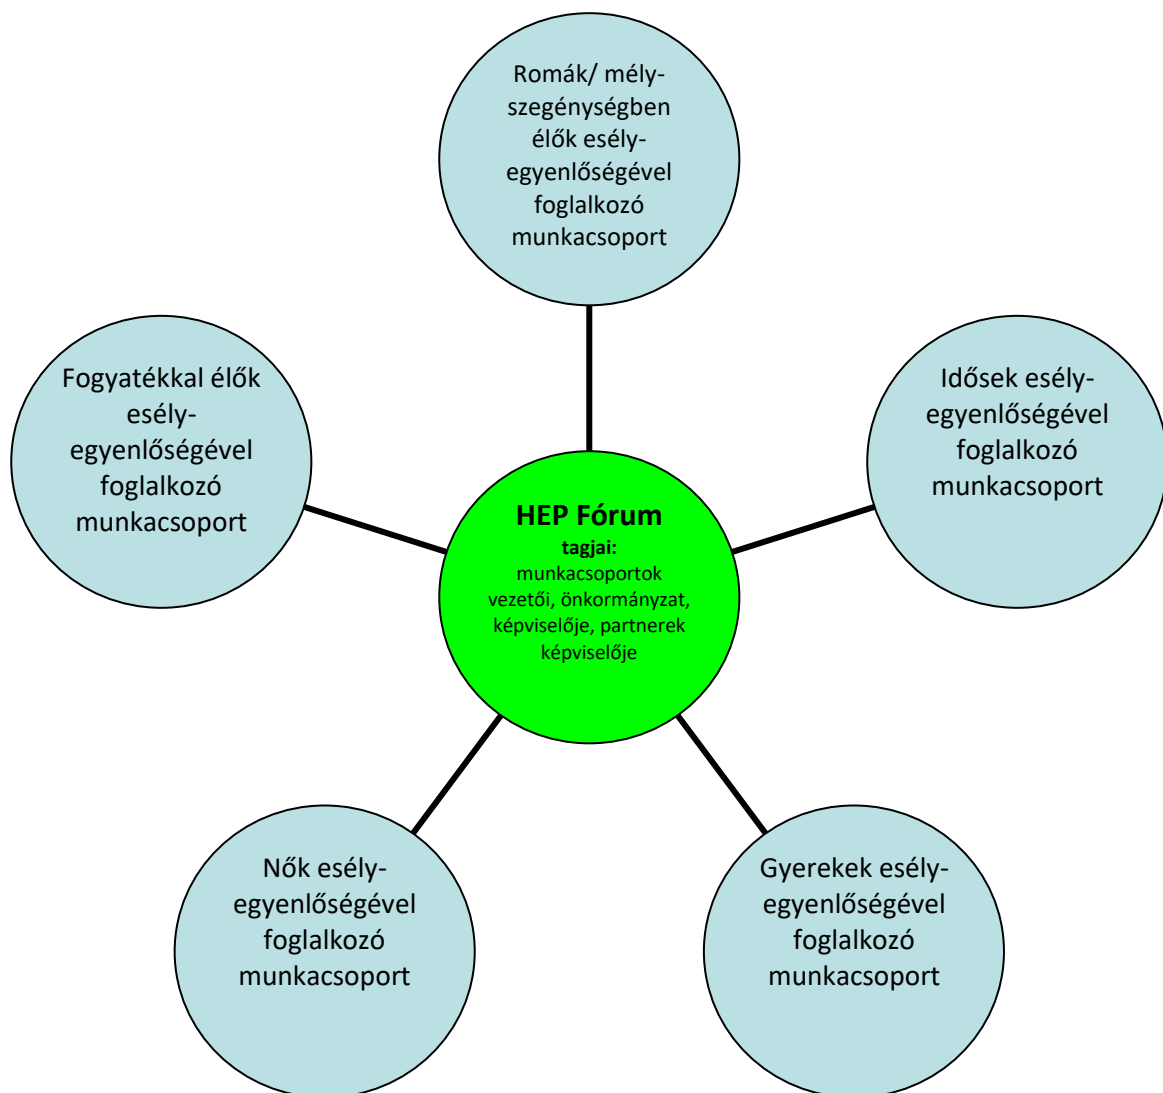 Romák/ mély-
szegénységben
élők esély-
egyenlőségével
foglalkozó
munkacsoport
Fogyatékkal élők
esély-
egyenlőségével
foglalkozó
munkacsoport
Idősek esély-
egyenlőségével
foglalkozó
munkacsoport
HEP Fórum
tagjai:
munkacsoportok
vezetői, önkormányzat,
képviselője, partnerek
képviselője
Nők esély-
egyenlőségével
foglalkozó
munkacsoport
Gyerekek esély-
egyenlőségével
foglalkozó
munkacsoport